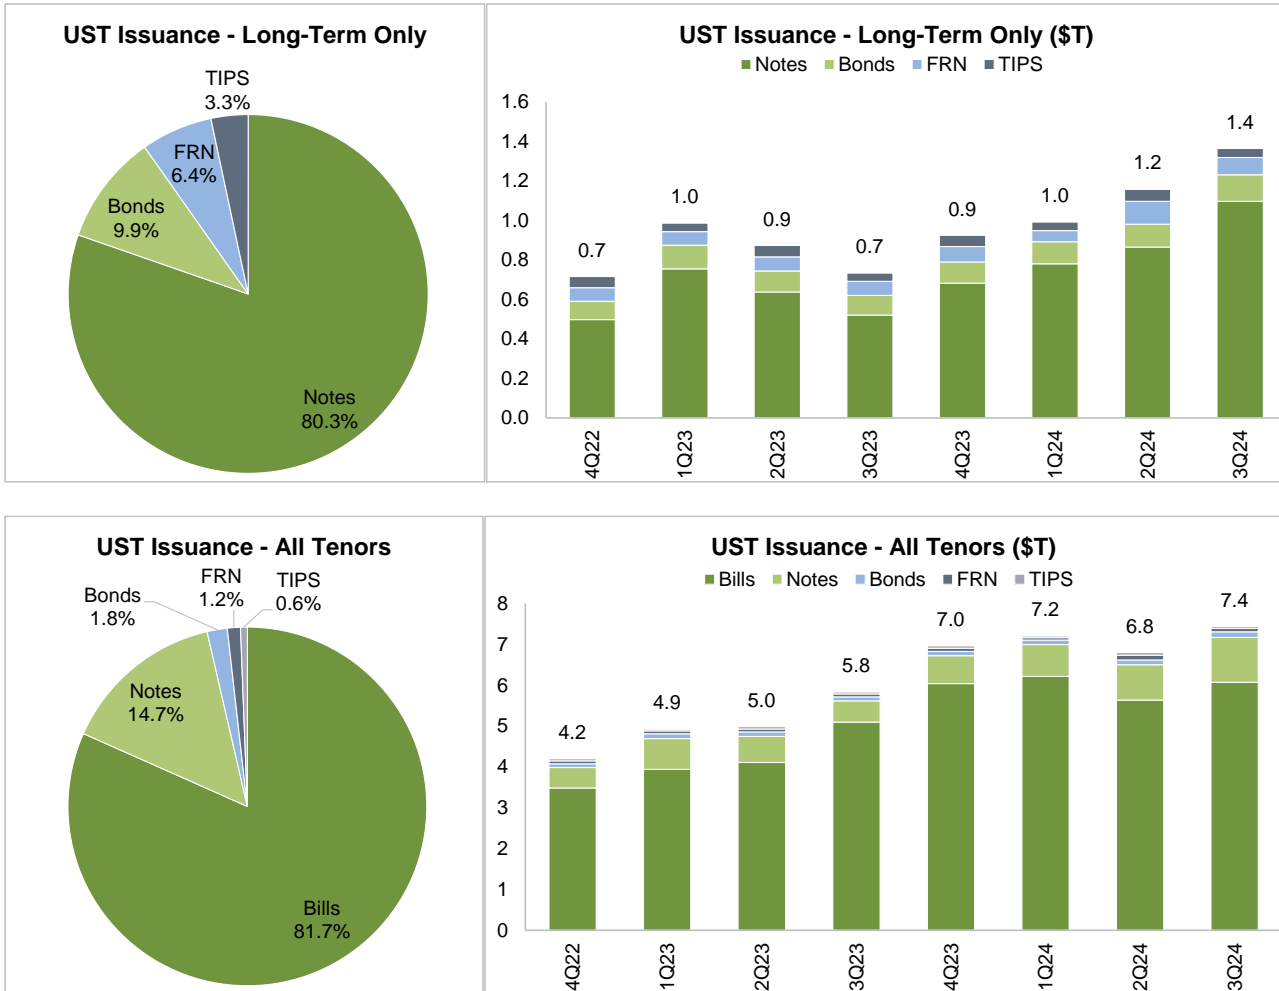 UST Issuance - Long-Term Only
TIPS
3.3%
FRN
6.4%
Bonds
9.9%
Notes
80.3%
UST Issuance - Long-Term Only ($T)
Notes Bonds FRN TIPS
1.6
1.4
1.2
1.0
0.8
0.6
0.4
0.2
0.0
0.7
1.0
0.9
0.7
0.9
1.0
1.2
1.4
4Q22
1Q23
2Q23
3Q23
4Q23
1Q24
2Q24
3Q24
UST Issuance - All Tenors
Bonds
1.8%
FRN
1.2%
TIPS
0.6%
Notes
14.7%
Bills
81.7%
UST Issuance - All Tenors ($T)
Bills Notes Bonds FRN TIPS
8
7
6
5
4
3
2
1
0
4.2
4.9
5.0
5.8
7.0
7.2
6.8
7.4
4Q22
1Q23
2Q23
3Q23
4Q23
1Q24
2Q24
3Q24